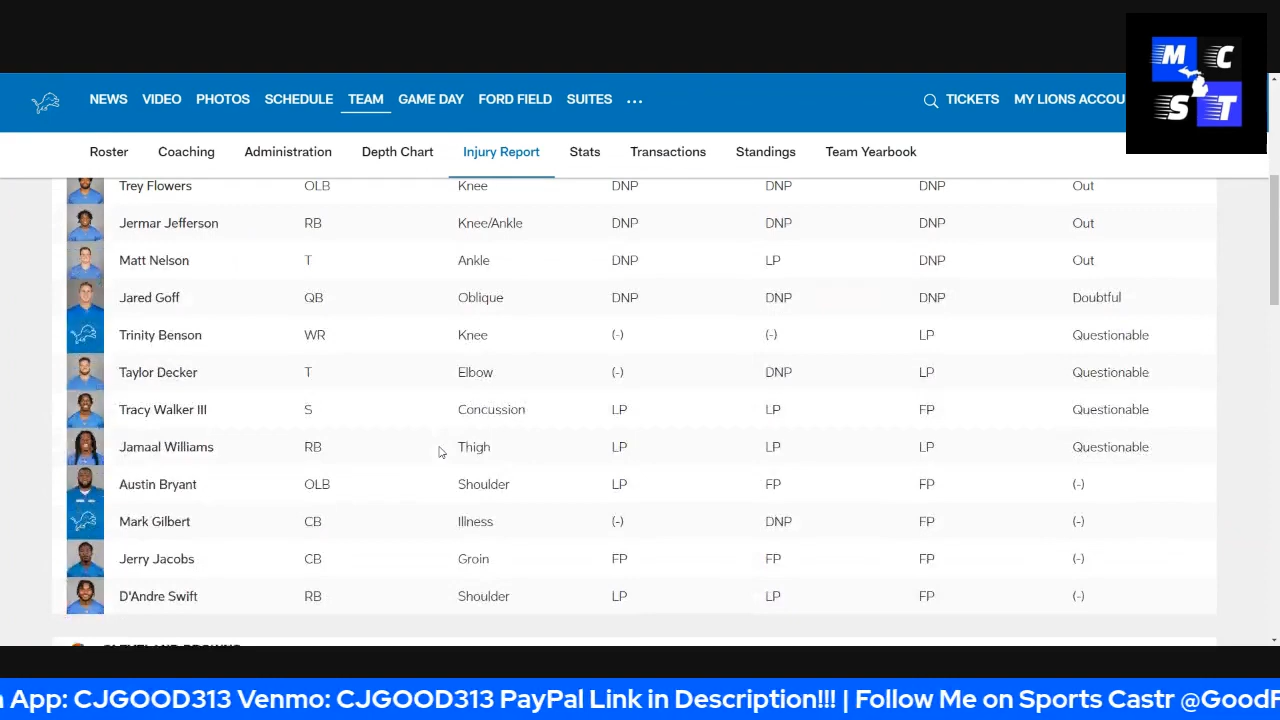 M C
S T
NEWS VIDEO PHOTOS SCHEDULE TEAM GAME DAY FORD FIELD SUITES ... TICKETS MY LIONS ACCOU
Roster Coaching Administration Depth Chart Injury Report Stats Transactions Standings Team Yearbook
Trey Flowers OLB Knee DNP DNP DNP Out
Jermar Jefferson RB Knee/Ankle DNP DNP DNP Out
Matt Nelson T Ankle DNP LP DNP Out
Jared Goff QB Oblique DNP DNP DNP Doubtful
Trinity Benson WR Knee (-) (-) LP Questionable
Taylor Decker T Elbow (-) DNP LP Questionable
Tracy Walker III S Concussion LP LP FP Questionable
Jamaal Williams RB Thigh LP LP LP Questionable
Austin Bryant OLB Shoulder LP FP FP (-)
Mark Gilbert CB Illness (-) DNP FP (-)
Jerry Jacobs CB Groin FP FP FP (-)
D'Andre Swift RB Shoulder LP LP FP (-)
CLEVELAND BROWNS
App: CJGOOD313 Venmo: CJGOOD313 PayPal Link in Description!!! | Follow Me on Sports Castr @GoodF